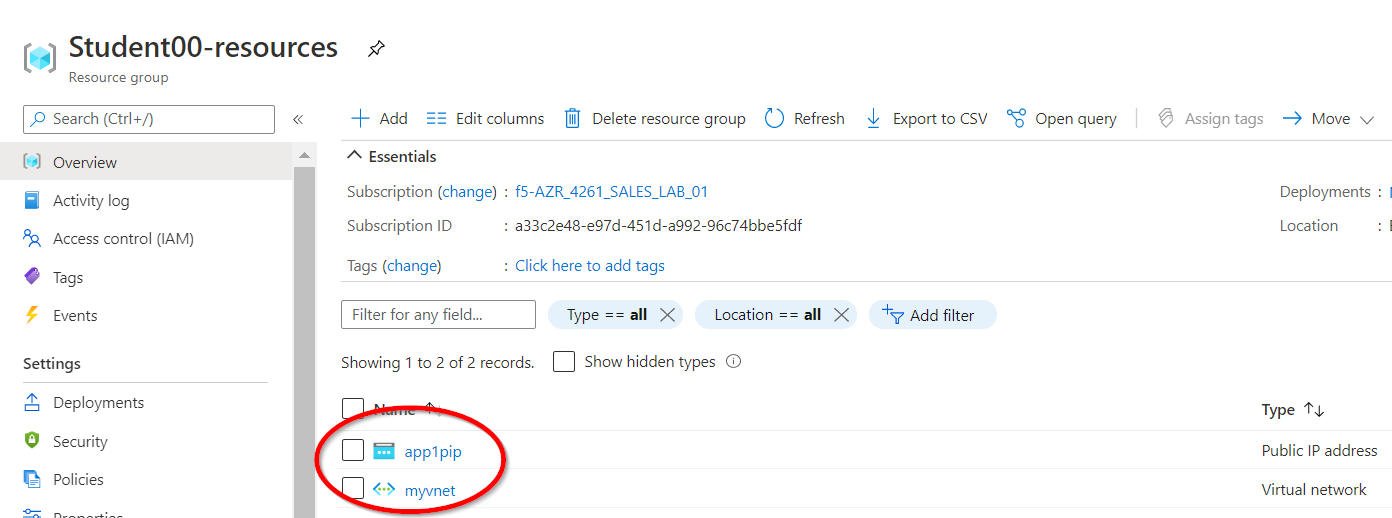 Student00-resources
Resource group
Search (Ctrl+/)
«
Add
Edit columns
Delete resource group
Refresh
Export to CSV
Open query
Assign tags
Move
Overview
Activity log
Access control (IAM)
Tags
Events
Settings
Deployments
Security
Policies
Properties
Essentials
Subscription (change) : f5-AZR_4261_SALES_LAB_01
Deployments :
Subscription ID : a33c2e48-e97d-451d-a992-96c74bbe5fdf
Location :
Tags (change) : Click here to add tags
Filter for any field...
Type == all
Location == all
Add filter
Showing 1 to 2 of 2 records.
Show hidden types
Name ↑↓
Type ↑↓
app1pip
Public IP address
myvnet
Virtual network